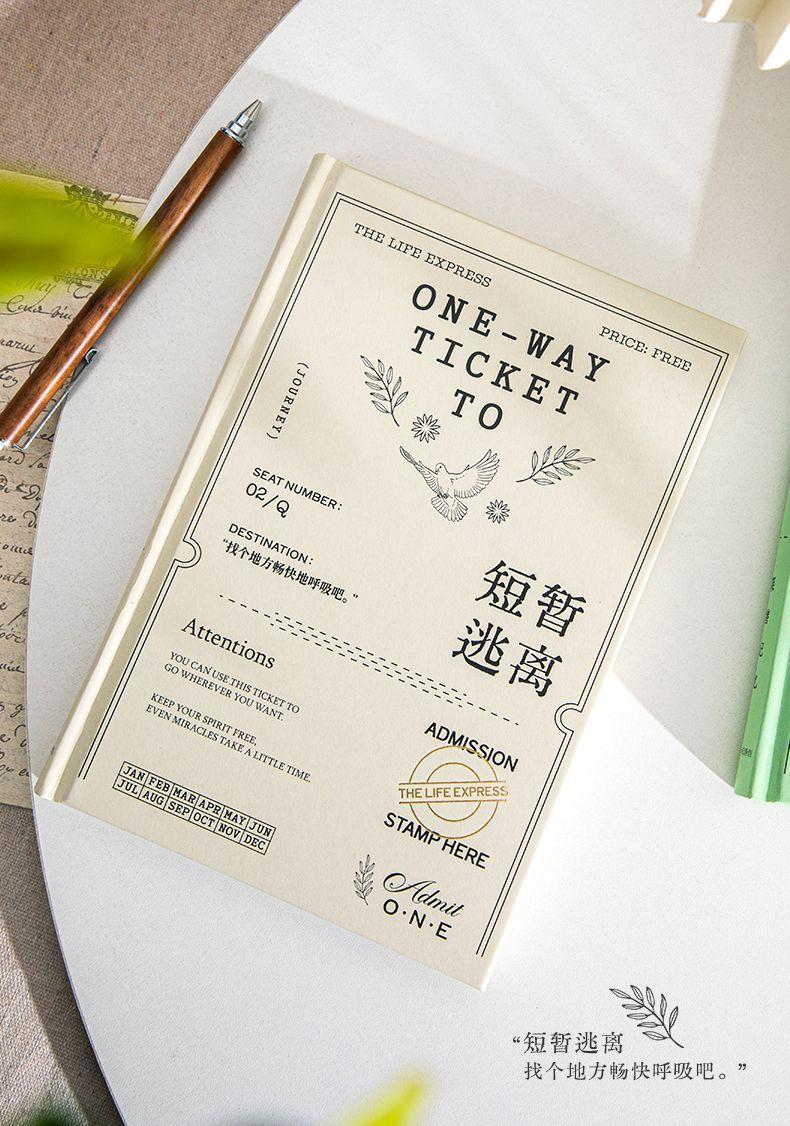 THE LIFE EXPRESS
PRICE: FREE
ONE-WAY
TICKET
TO
(JOURNEY)
SEAT NUMBER:
02/Q
DESTINATION:
“找个地方畅快地呼吸吧。”
短暂
逃离
Attentions
YOU CAN USE THIS TICKET TO
GO WHEREVER YOU WANT.
KEEP YOUR SPIRIT FREE,
EVEN MIRACLES TAKE A LITTLE TIME.
JAN FEB MAR APR MAY JUN
JUL AUG SEP OCT NOV DEC
ADMISSION
THE LIFE EXPRESS
STAMP HERE
Admit
O·N·E
“短暂逃离
找个地方畅快呼吸吧。”